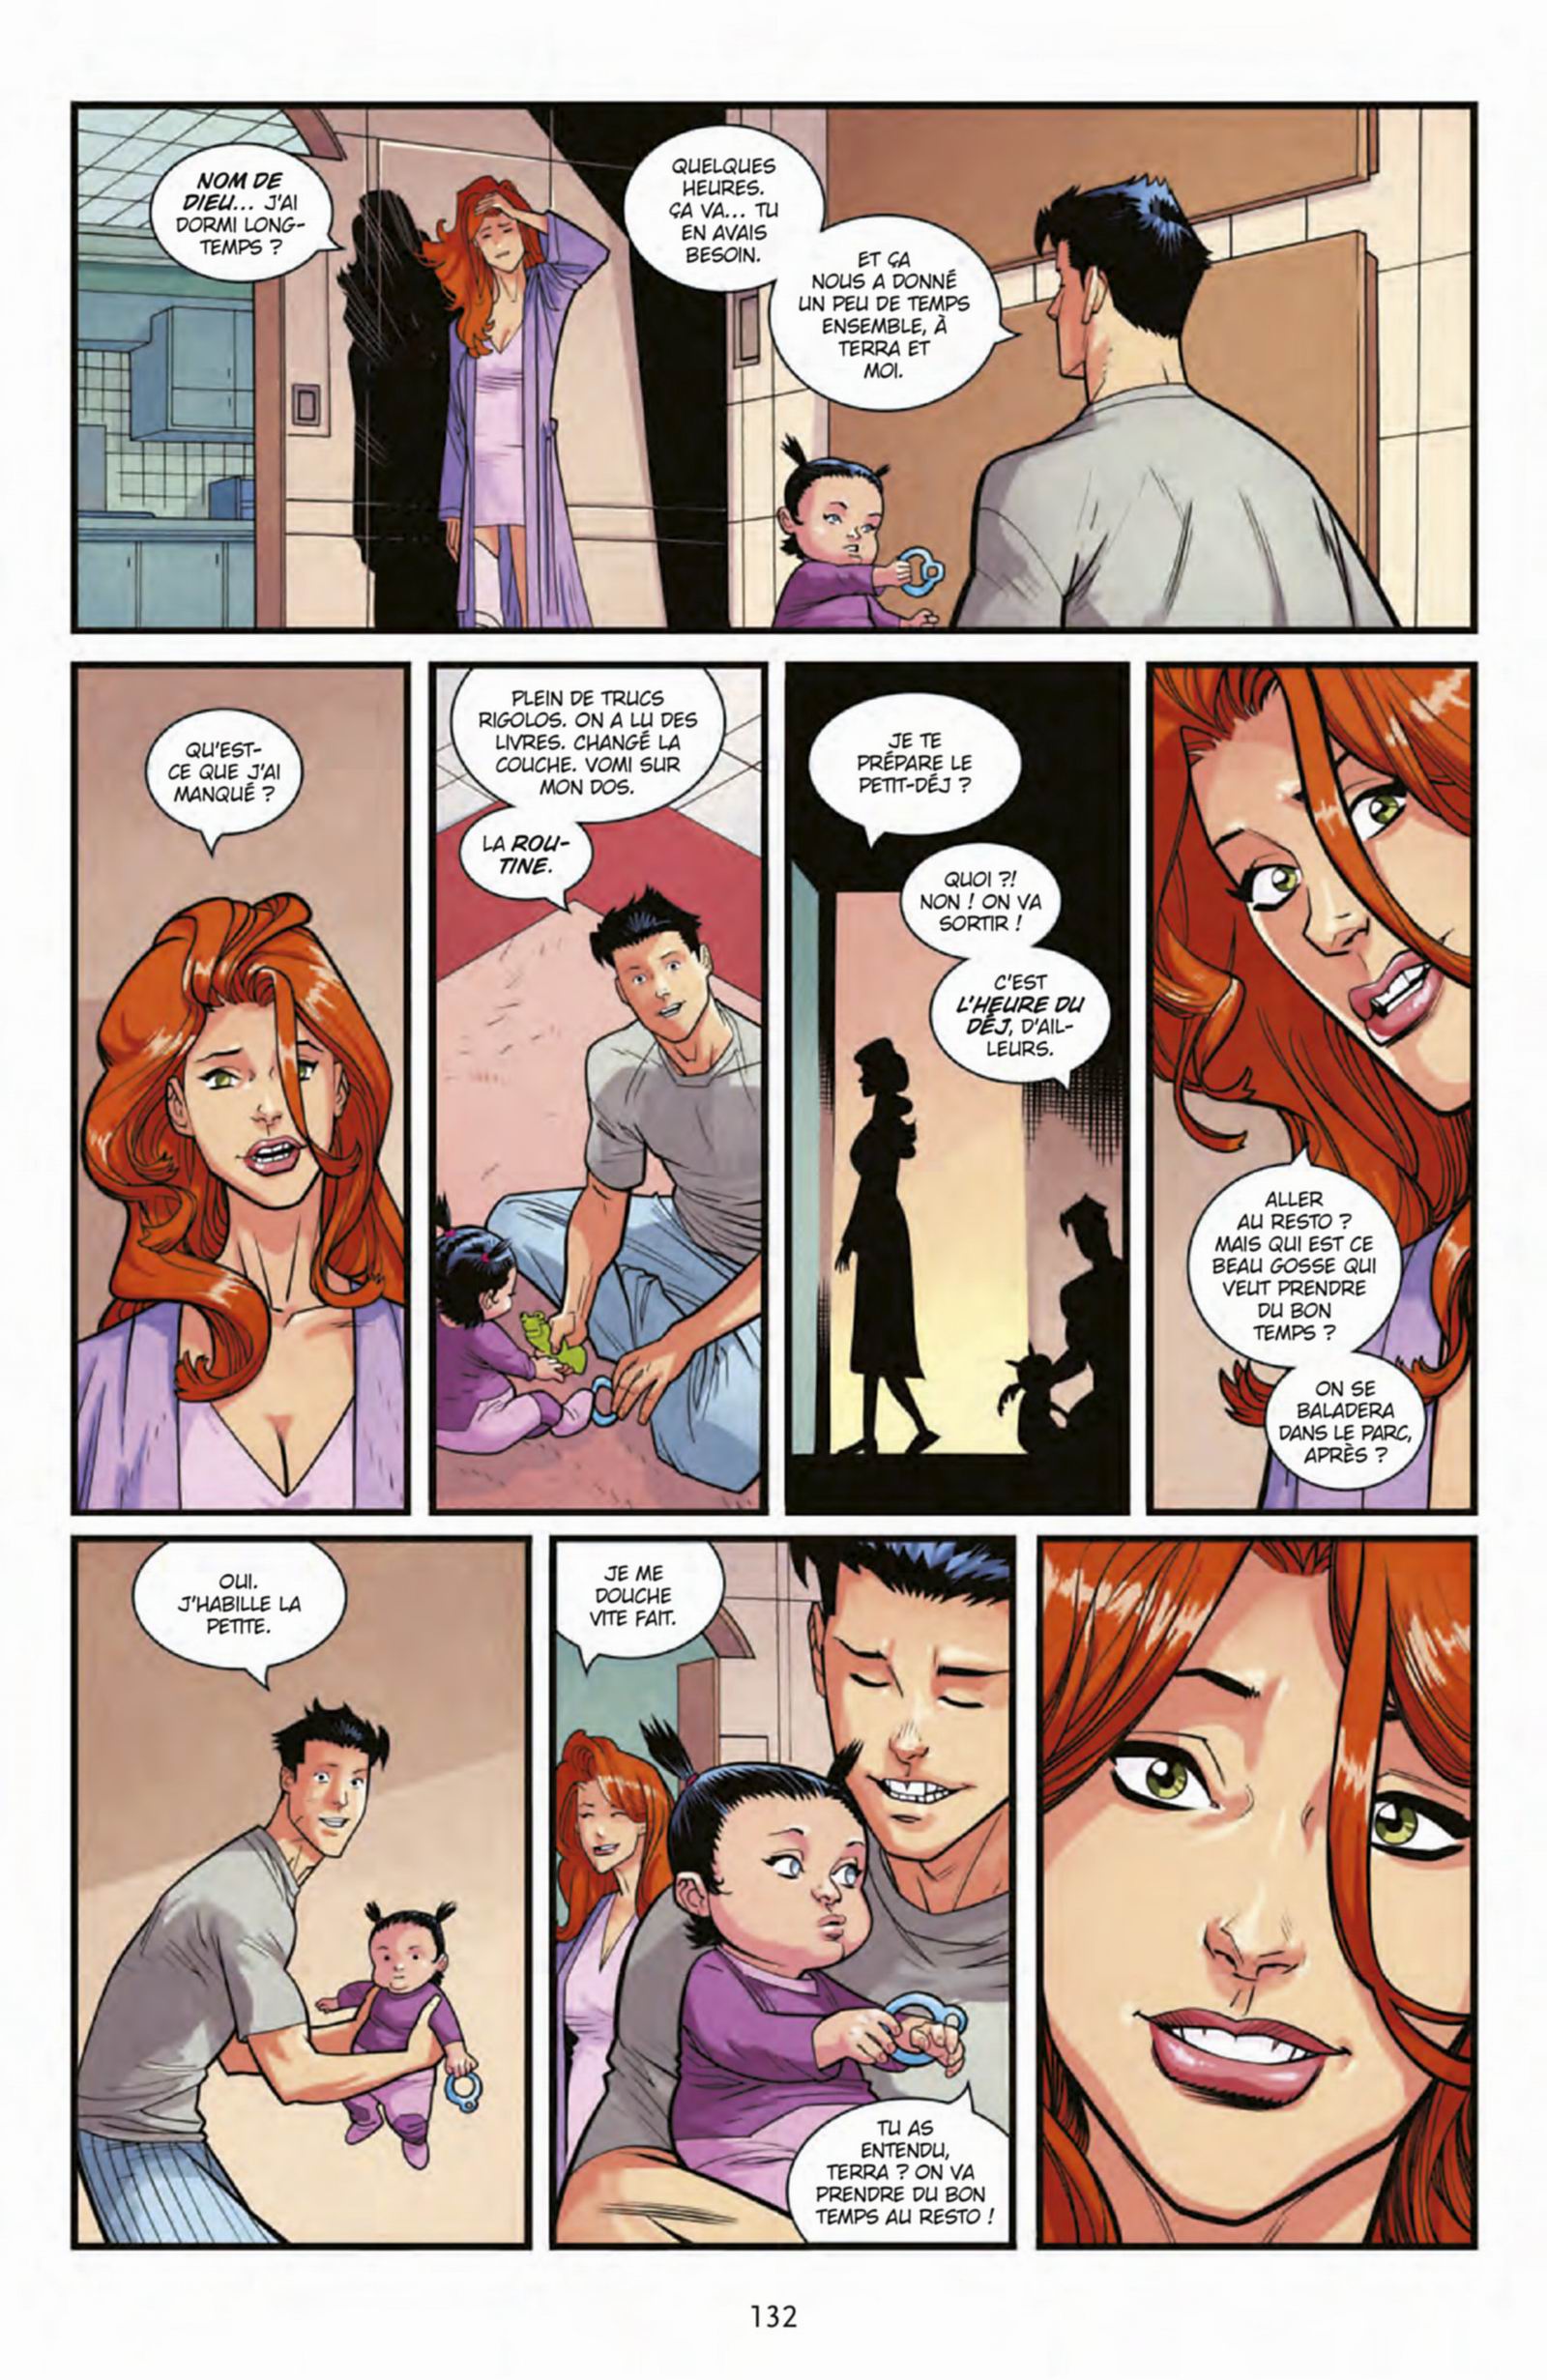 NOM DE
DIEU... J'AI
DORMI LONG-
TEMPS ?
QUELQUES
HEURES.
ÇA VA... TU
EN AVAIS
BESOIN.
ET ÇA
NOUS A DONNÉ
UN PEU DE TEMPS
ENSEMBLE, À
TERRA ET
MOI.
QU'EST-
CE QUE J'AI
MANQUÉ ?
PLEIN DE TRUCS
RIGOLOS. ON A LU DES
LIVRES. CHANGÉ LA
COUCHE. VOMI SUR
MON DOS.
LA ROU-
TINE.
JE TE
PRÉPARE LE
PETIT-DÉJ ?
QUOI ?!
NON ! ON VA
SORTIR !
C'EST
L'HEURE DU
DÉJ, D'AIL-
LEURS.
ALLER
AU RESTO ?
MAIS QUI EST CE
BEAU GOSSE QUI
VEUT PRENDRE
DU BON
TEMPS ?
ON SE
BALADERA
DANS LE PARC,
APRÈS ?
OUI.
J'HABILLE LA
PETITE.
JE ME
DOUCHE
VITE FAIT.
TU AS
ENTENDU,
TERRA ? ON VA
PRENDRE DU BON
TEMPS AU RESTO !
132